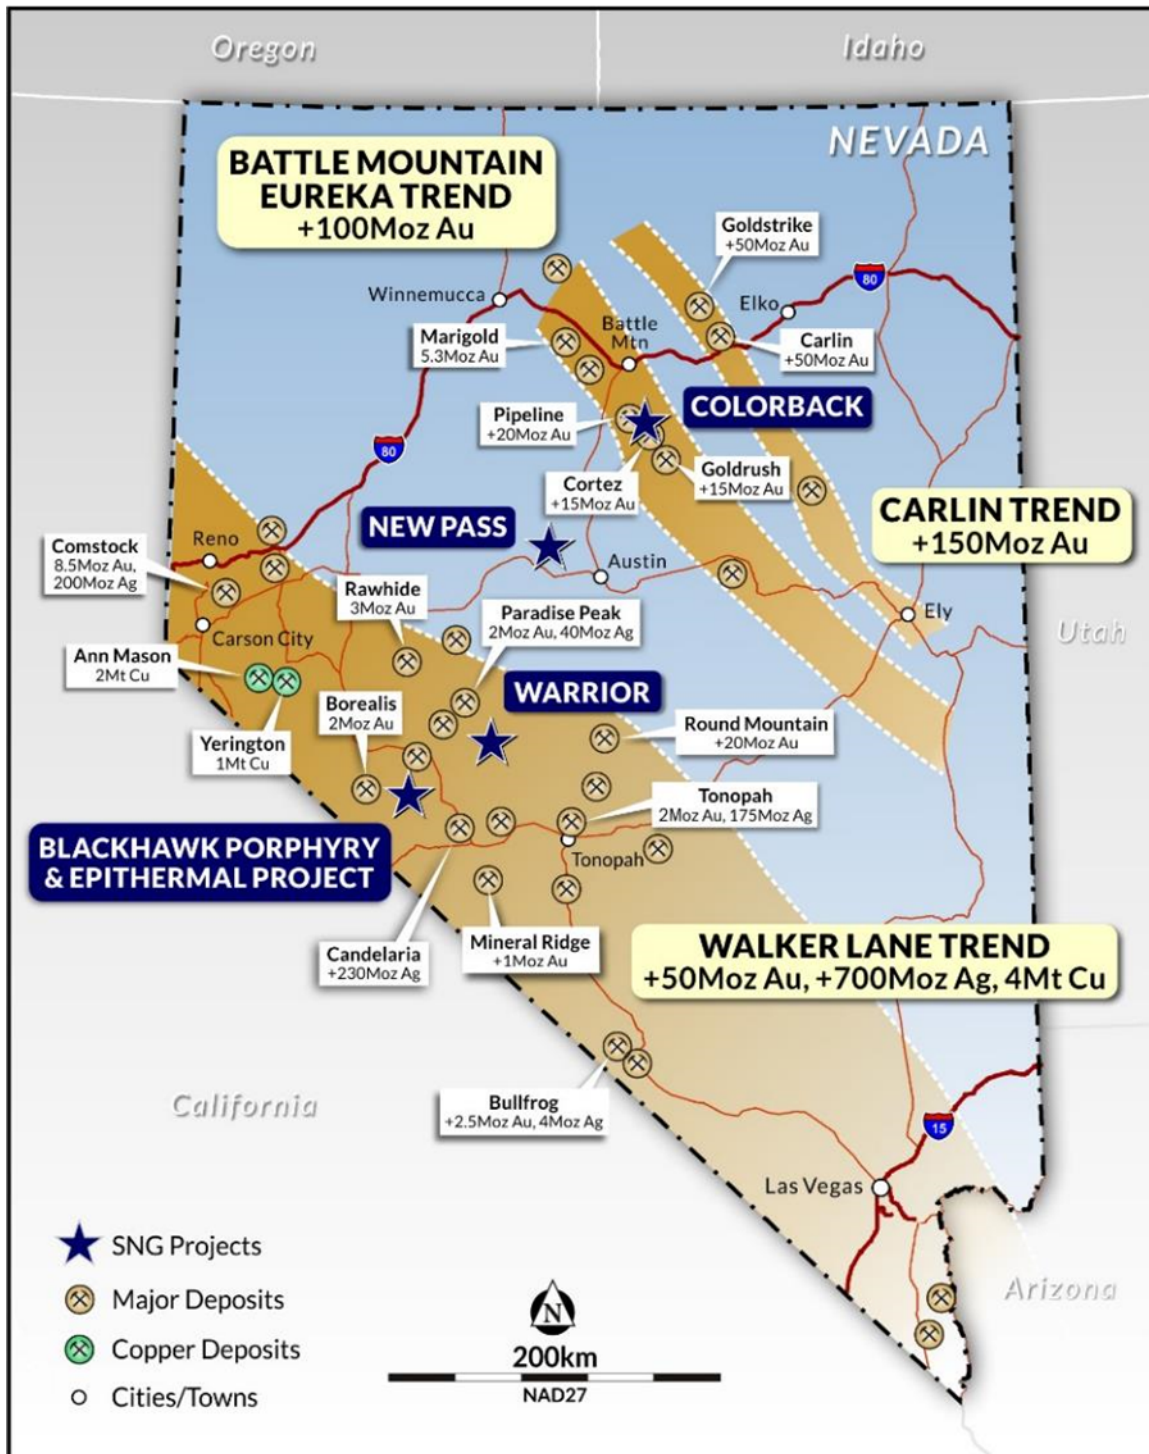 Oregon
Idaho
NEVADA
BATTLE MOUNTAIN
EUREKA TREND
+100Moz Au
Goldstrike
+50Moz Au
80
Winnemucca
Elko
Battle
Mtn
Marigold
5.3Moz Au
Carlin
+50Moz Au
COLORBACK
Pipeline
+20Moz Au
80
Goldrush
+15Moz Au
Cortez
+15Moz Au
CARLIN TREND
+150Moz Au
NEW PASS
Reno
Comstock
8.5Moz Au,
200Moz Ag
Austin
Rawhide
3Moz Au
Paradise Peak
2Moz Au, 40Moz Ag
Ely
Utah
Carson City
Ann Mason
2Mt Cu
WARRIOR
Borealis
2Moz Au
Round Mountain
+20Moz Au
Yerington
1Mt Cu
Tonopah
2Moz Au, 175Moz Ag
BLACKHAWK PORPHYRY
& EPITHERMAL PROJECT
Tonopah
Candelaria
+230Moz Ag
Mineral Ridge
+1Moz Au
WALKER LANE TREND
+50Moz Au, +700Moz Ag, 4Mt Cu
California
Bullfrog
+2.5Moz Au, 4Moz Ag
15
Las Vegas
Arizona
SNG Projects
Major Deposits
Copper Deposits
Cities/Towns
N
200km
NAD27